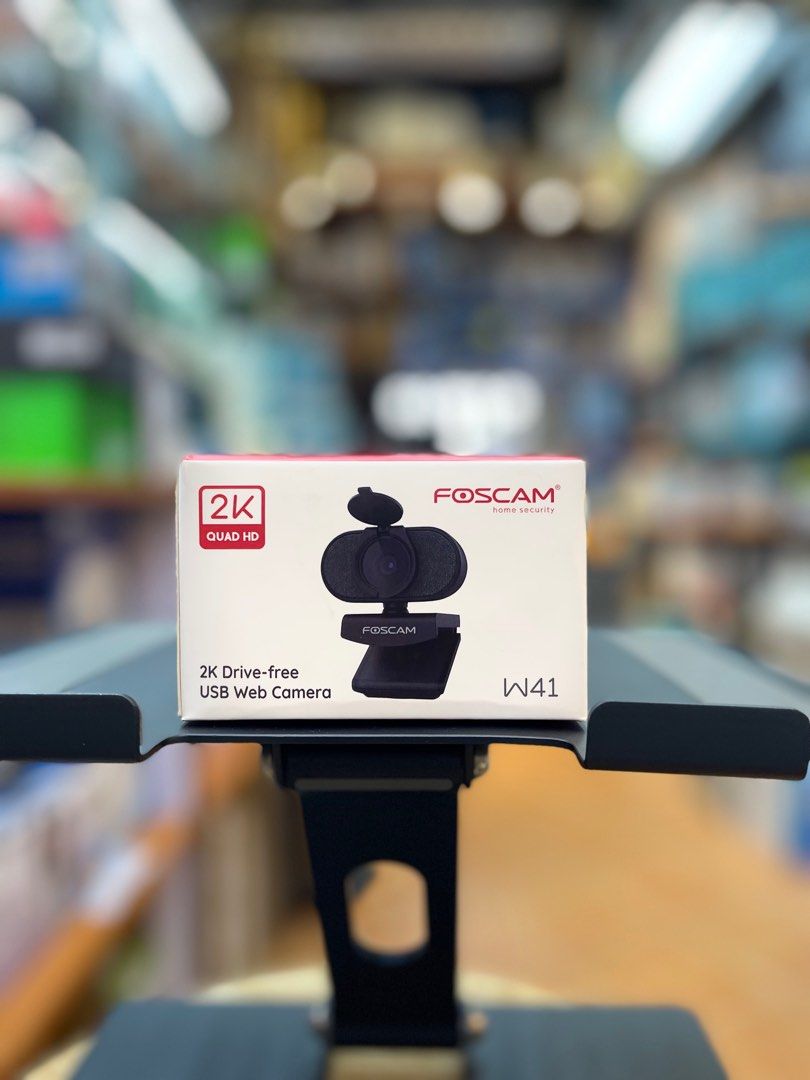 2K
QUAD HD
FOSCAM®
home security
FOSCAM
2K Drive-free
USB Web Camera
W41